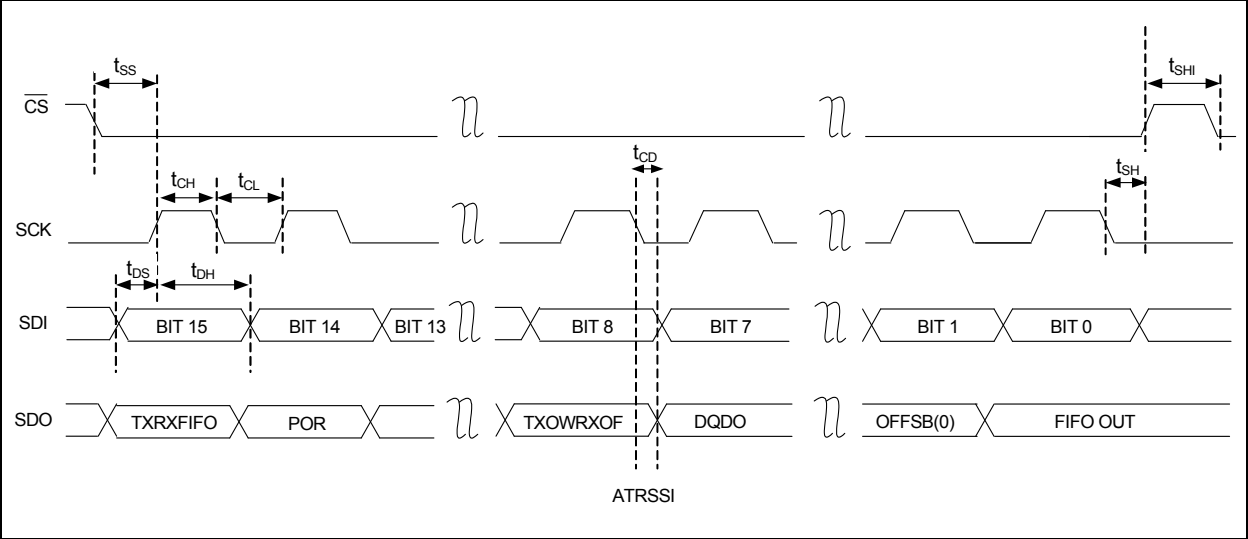 tSS
tSHI
CS
tCD
tCH
tCL
tSH
SCK
tDS
tDH
SDI
BIT 15
BIT 14
BIT 13
BIT 8
BIT 7
BIT 1
BIT 0
SDO
TXRXFIFO
POR
TXOWRXOF
DQDO
OFFSB(0)
FIFO OUT
ATRSSI